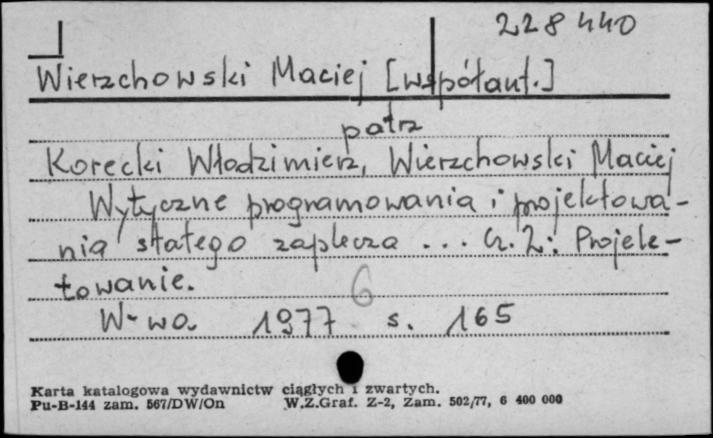 228440
Wierzchowski Maciej [współaut.]
patrz
Korecki Włodzimierz, Wierzchowski Maciej
Wytyczne programowania i projektowa-
nia stałego zaplecza ... Cz. 2: Projek-
towanie.
6
W-wa 1977 s. 165
Karta katalogowa wydawnictw ciągłych i zwartych.
Pu-B-144 zam. 567/DW/On W.Z.Graf. Z-2, Zam. 502/77, 6 400 000